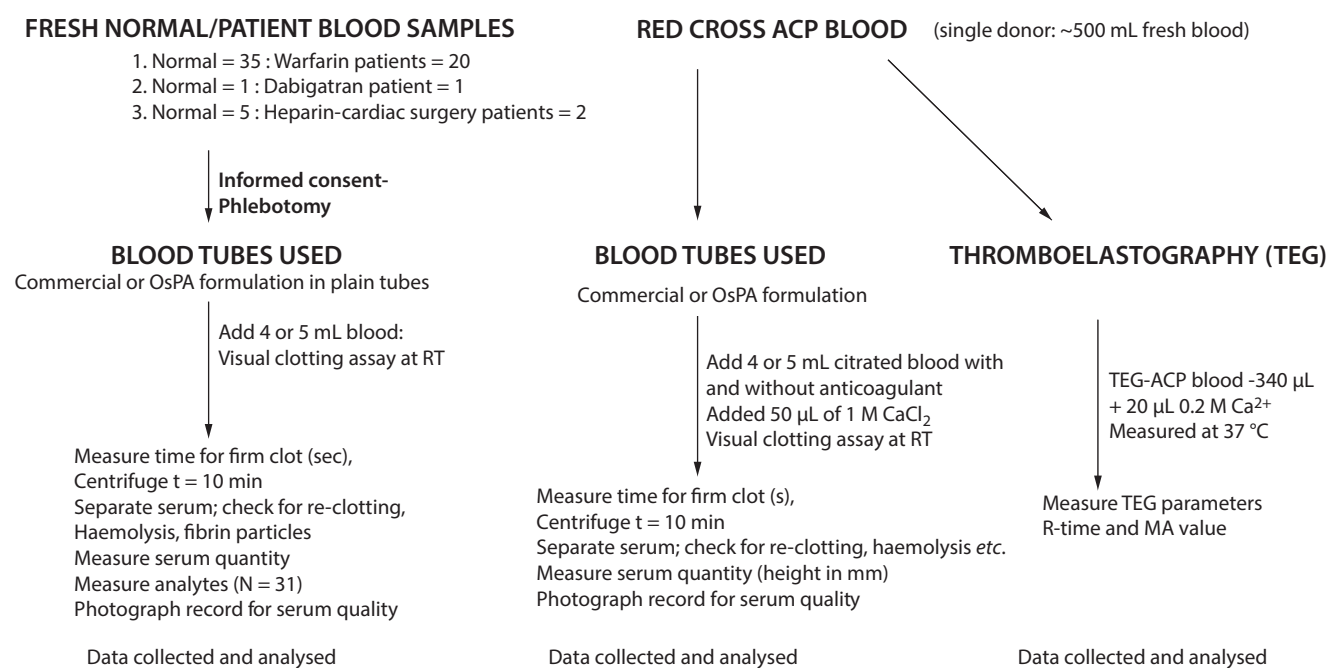 FRESH NORMAL/PATIENT BLOOD SAMPLES
1. Normal = 35 : Warfarin patients = 20
2. Normal = 1 : Dabigatran patient = 1
3. Normal = 5 : Heparin-cardiac surgery patients = 2
Informed consent-
Phlebotomy
BLOOD TUBES USED
Commercial or OsPA formulation in plain tubes
Add 4 or 5 mL blood:
Visual clotting assay at RT
Measure time for firm clot (sec),
Centrifuge t = 10 min
Separate serum; check for re-clotting,
Haemolysis, fibrin particles
Measure serum quantity
Measure analytes (N = 31)
Photograph record for serum quality
Data collected and analysed
RED CROSS ACP BLOOD (single donor: ~500 mL fresh blood)
BLOOD TUBES USED
Commercial or OsPA formulation
Add 4 or 5 mL citrated blood with
and without anticoagulant
Added 50 µL of 1 M CaCl₂
Visual clotting assay at RT
Measure time for firm clot (s),
Centrifuge t = 10 min
Separate serum; check for re-clotting, haemolysis etc.
Measure serum quantity (height in mm)
Photograph record for serum quality
Data collected and analysed
THROMBOELASTOGRAPHY (TEG)
TEG-ACP blood -340 µL
+ 20 µL 0.2 M Ca²⁺
Measured at 37 °C
Measure TEG parameters
R-time and MA value
Data collected and analysed